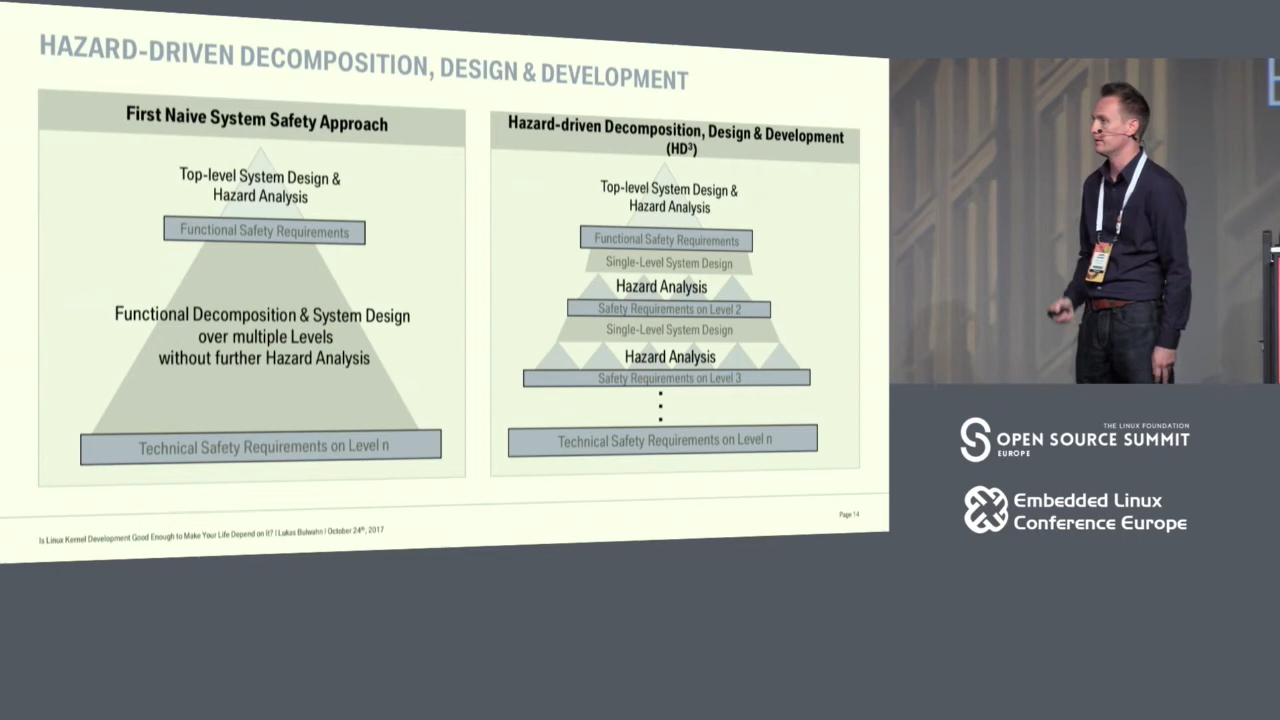 HAZARD-DRIVEN DECOMPOSITION, DESIGN & DEVELOPMENT
First Naive System Safety Approach
Top-level System Design &
Hazard Analysis
Functional Safety Requirements
Functional Decomposition & System Design
over multiple Levels
without further Hazard Analysis
Technical Safety Requirements on Level n
Hazard-driven Decomposition, Design & Development
(HD³)
Top-level System Design &
Hazard Analysis
Functional Safety Requirements
Single-Level System Design
Hazard Analysis
Safety Requirements on Level 2
Single-Level System Design
Hazard Analysis
Safety Requirements on Level 3
Technical Safety Requirements on Level n
Is Linux Kernel Development Good Enough to Make Your Life Depend on It? | Lukas Bulwahn | October 24th, 2017
Page 14
THE LINUX FOUNDATION
OPEN SOURCE SUMMIT
EUROPE
Embedded Linux
Conference Europe